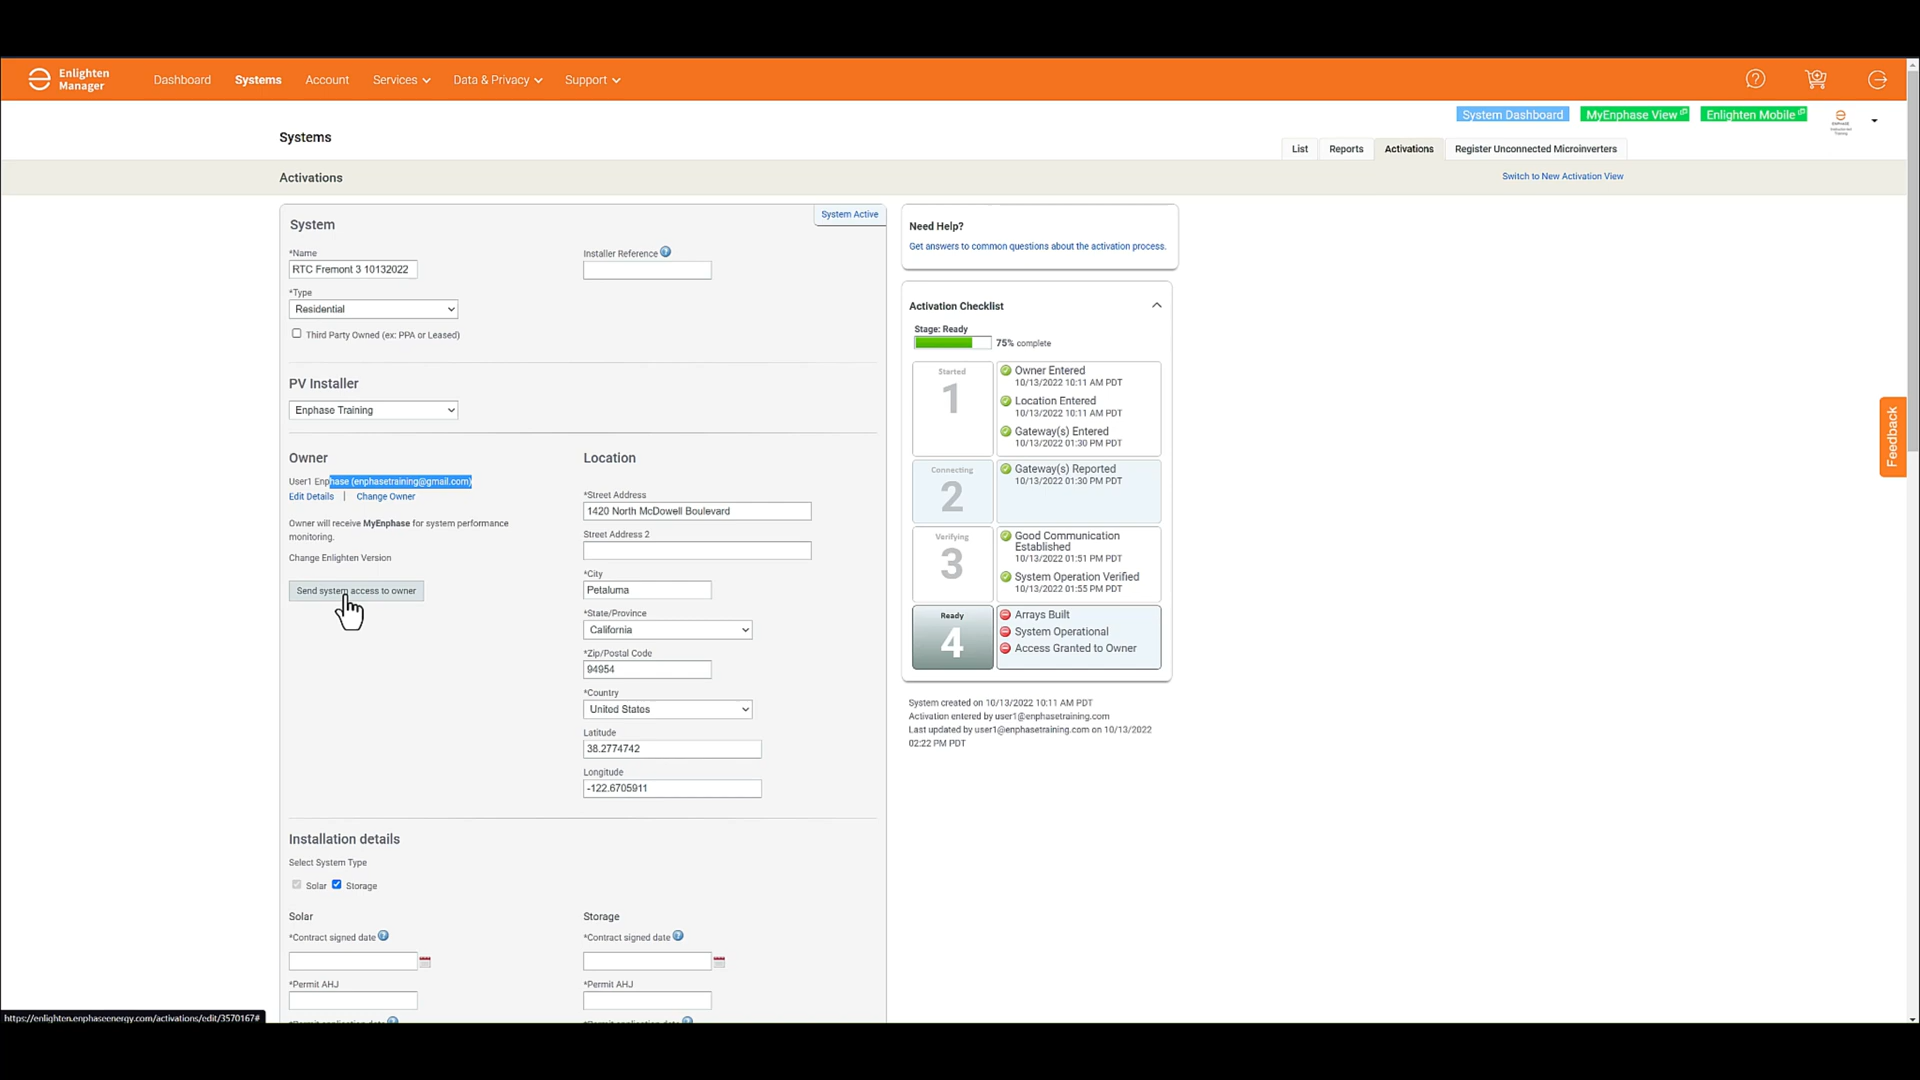 Enlighten
Manager
Dashboard
Systems
Account
Services
Data & Privacy
Support
System Dashboard
MyEnphase View
Enlighten Mobile
Systems
List
Reports
Activations
Register Unconnected Microinverters
Activations
Switch to New Activation View
System
System Active
*Name
RTC Fremont 3 10132022
Installer Reference
*Type
Residential
Third Party Owned (ex: PPA or Leased)
PV Installer
Enphase Training
Owner
User1 Enphase (enphasetraining@gmail.com)
Edit Details | Change Owner
Owner will receive MyEnphase for system performance
monitoring.
Change Enlighten Version
Send system access to owner
Location
*Street Address
1420 North McDowell Boulevard
Street Address 2
*City
Petaluma
*State/Province
California
*Zip/Postal Code
94954
*Country
United States
Latitude
38.2774742
Longitude
-122.6705911
Installation details
Select System Type
Solar
Storage
Solar
*Contract signed date
*Permit AHJ
Storage
*Contract signed date
*Permit AHJ
Need Help?
Get answers to common questions about the activation process.
Activation Checklist
Stage: Ready
75% complete
Started
1
Owner Entered
10/13/2022 10:11 AM PDT
Location Entered
10/13/2022 10:11 AM PDT
Gateway(s) Entered
10/13/2022 01:30 PM PDT
Connecting
2
Gateway(s) Reported
10/13/2022 01:30 PM PDT
Verifying
3
Good Communication
Established
10/13/2022 01:51 PM PDT
System Operation Verified
10/13/2022 01:55 PM PDT
Ready
4
Arrays Built
System Operational
Access Granted to Owner
System created on 10/13/2022 10:11 AM PDT
Activation entered by user1@enphasetraining.com
Last updated by user1@enphasetraining.com on 10/13/2022
02:22 PM PDT
Feedback
https://enlighten.enphaseenergy.com/activations/edit/3570167#